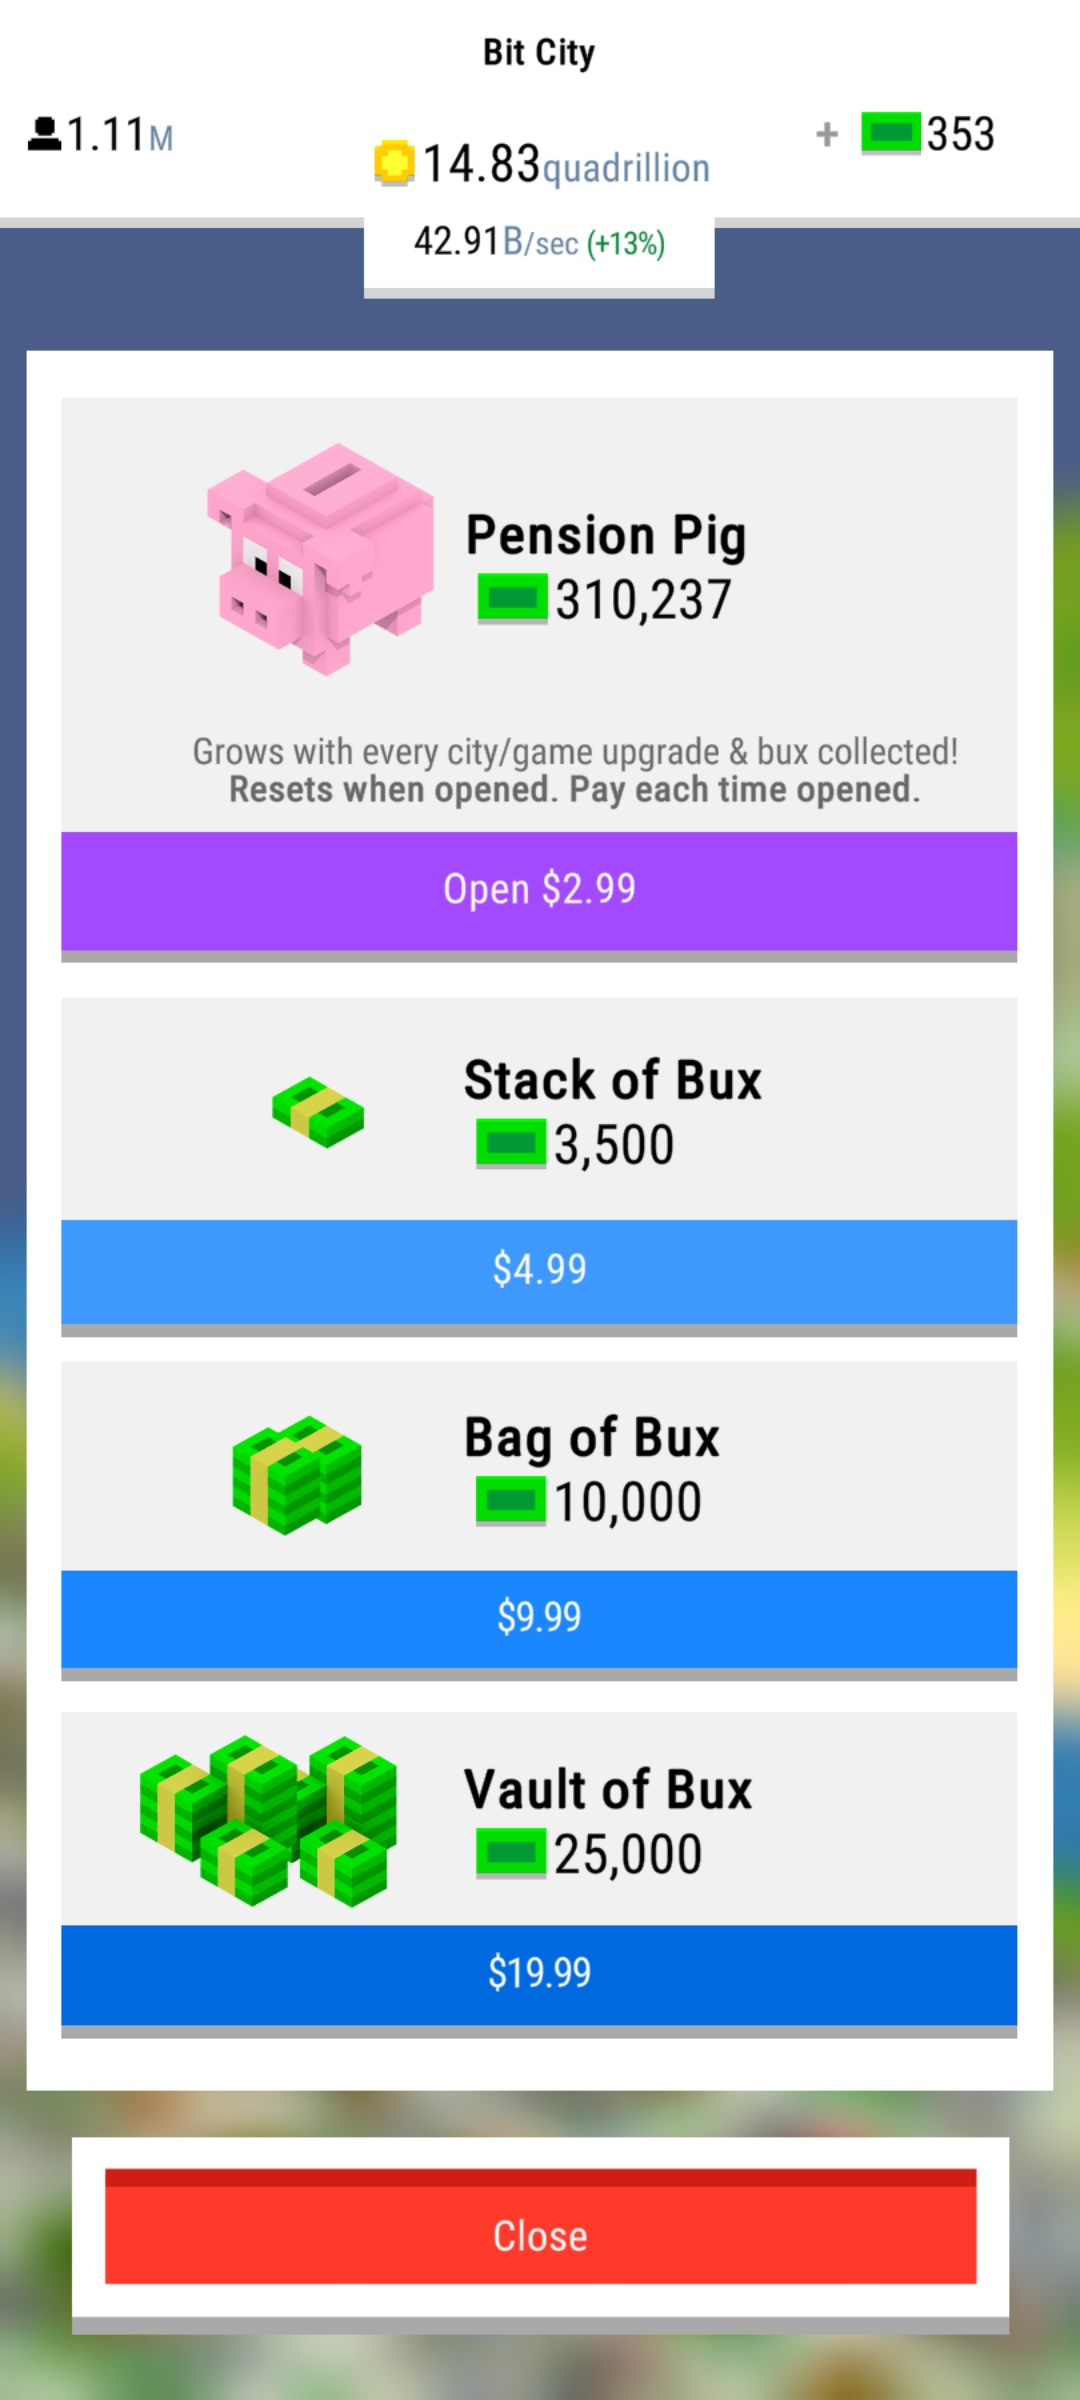 Bit City
1.11M
14.83quadrillion
+ 353
42.91B/sec (+13%)
Pension Pig
310,237
Grows with every city/game upgrade & bux collected!
Resets when opened. Pay each time opened.
Open $2.99
Stack of Bux
3,500
$4.99
Bag of Bux
10,000
$9.99
Vault of Bux
25,000
$19.99
Close